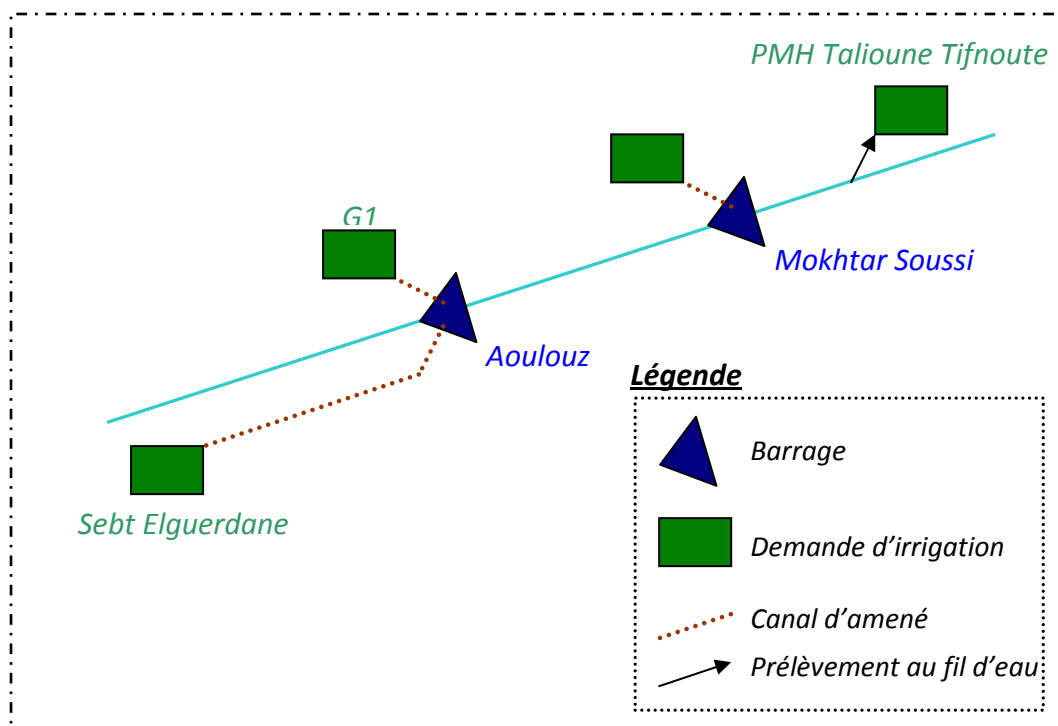 PMH Talioune Tifnoute
G1
Mokhtar Soussi
Aoulouz
Légende
Barrage
Sebt Elguerdane
Demande d'irrigation
Canal d'amené
Prélèvement au fil d'eau